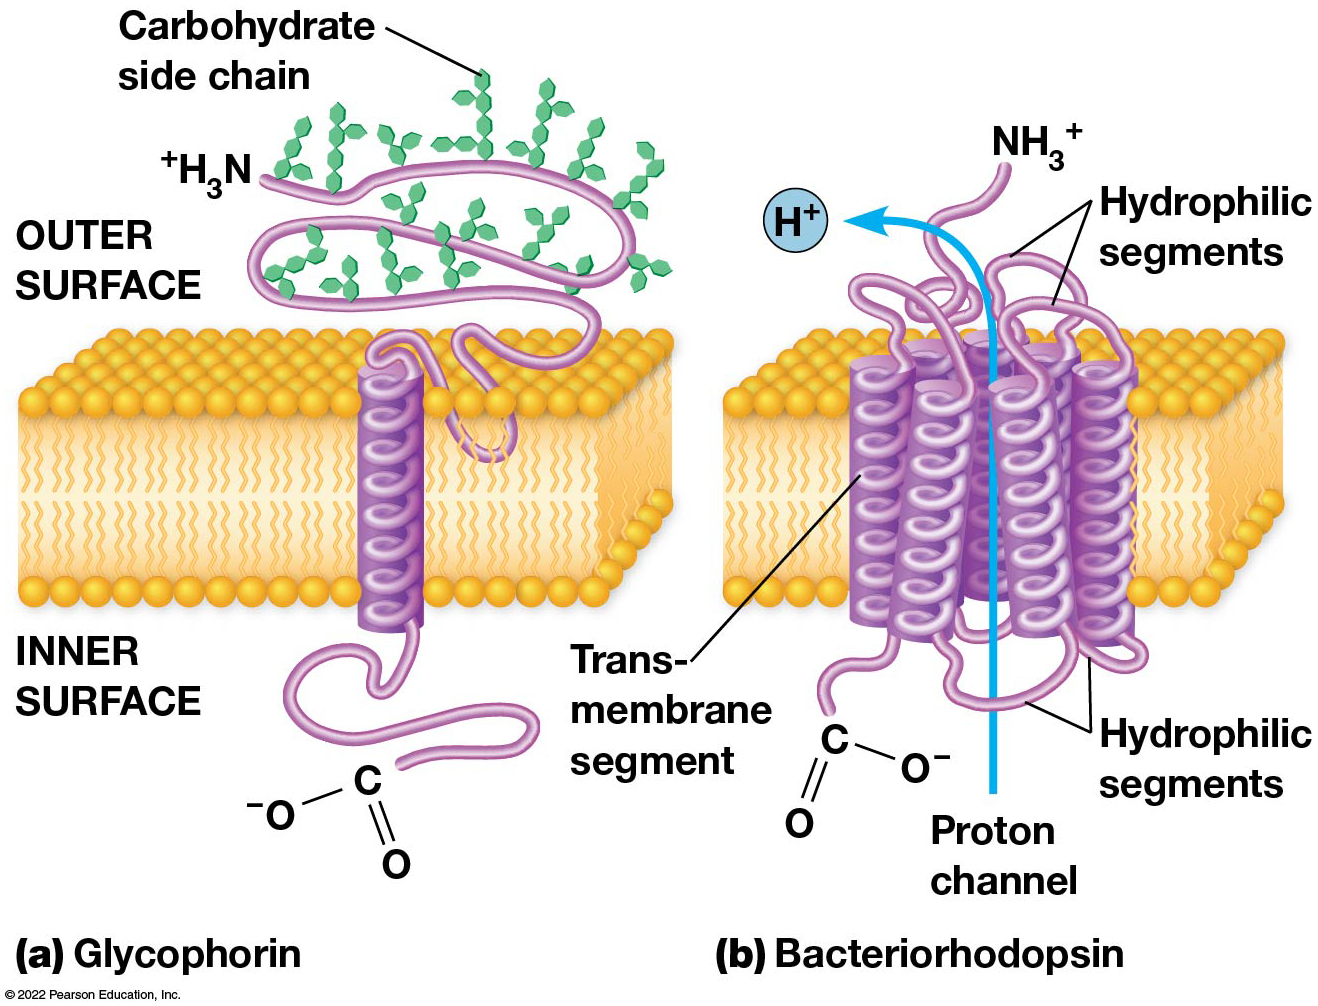 Carbohydrate
side chain
⁺H₃N
OUTER
SURFACE
INNER
SURFACE
C
⁻O
O
(a) Glycophorin
NH₃⁺
H⁺
Hydrophilic
segments
Trans-
membrane
segment
C
O⁻
O
Hydrophilic
segments
Proton
channel
(b) Bacteriorhodopsin
© 2022 Pearson Education, Inc.